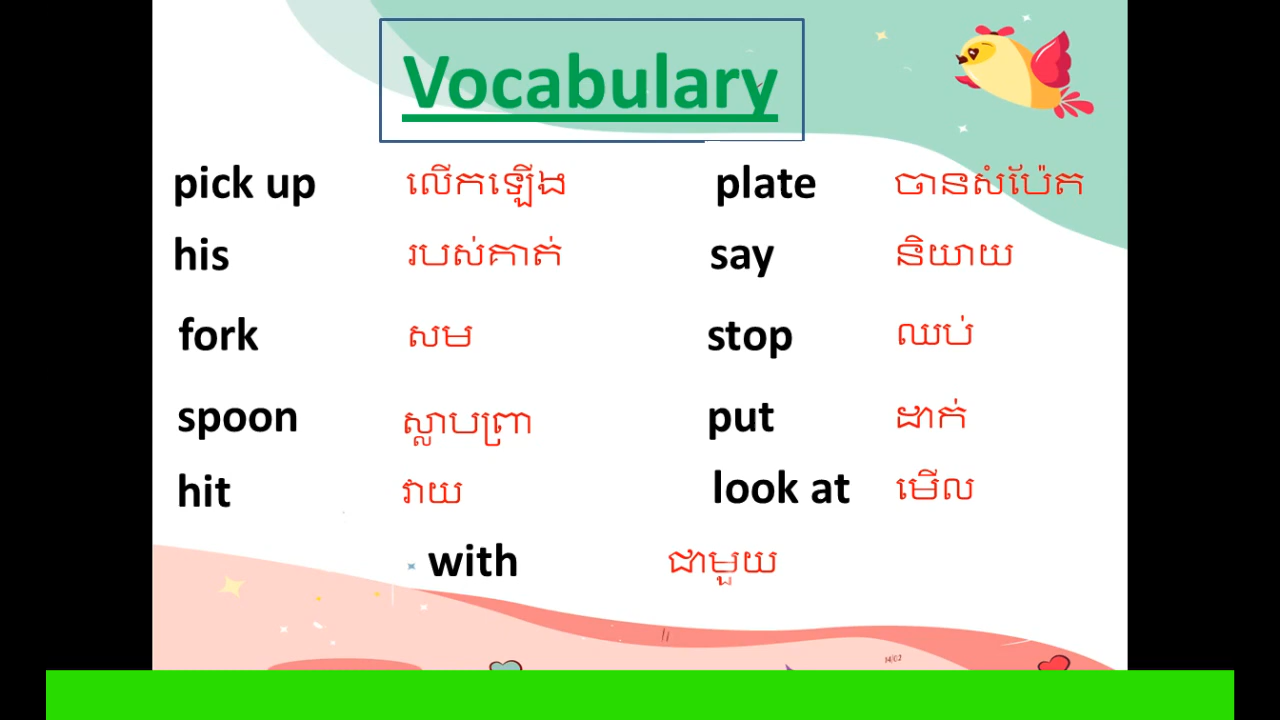 Vocabulary
pick up លើកឡើង plate ចានសំប៉ែត
his របស់គាត់ say និយាយ
fork សម stop ឈប់
spoon ស្លាបព្រា put ដាក់
hit វាយ look at មើល
with ជាមួយ